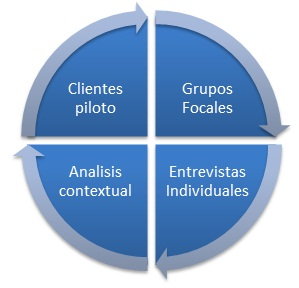 Clientes
piloto
Grupos
Focales
Analisis
contextual
Entrevistas
Individuales